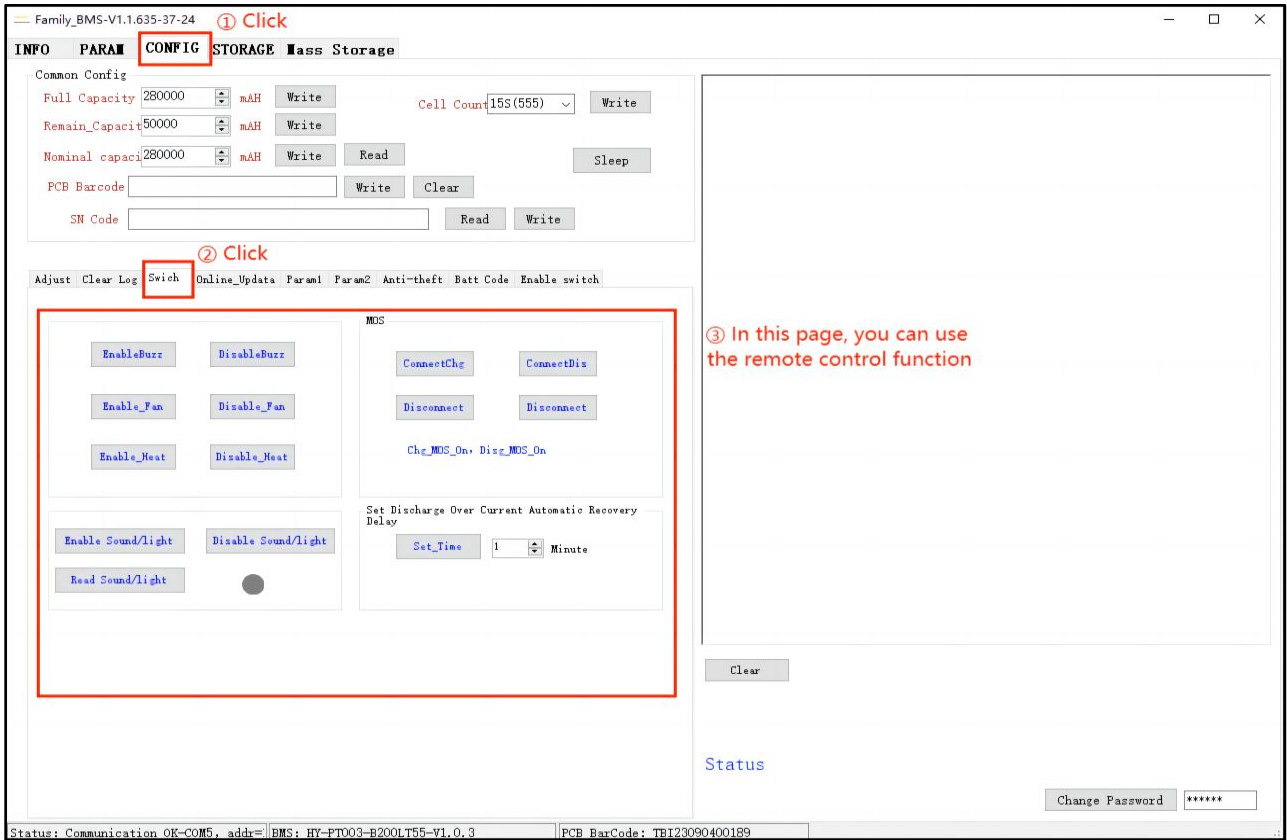 Family_BMS-V1.1.635-37-24
① Click
INFO PARAM CONFIG STORAGE Mass Storage
Common Config
Full Capacity 280000 mAH Write
Cell Count 15S(555) Write
Remain_Capacit 50000 mAH Write
Nominal capaci 280000 mAH Write Read
Sleep
PCB Barcode Write Clear
SN Code Read Write
② Click
Adjust Clear Log Swich Online_Updata Param1 Param2 Anti-theft Batt Code Enable switch
EnableBuzz DisableBuzz
Enable_Fan Disable_Fan
Enable_Heat Disable_Heat
MOS
ConnectChg ConnectDis
Disconnect Disconnect
Chg_MOS_On, Disg_MOS_On
Enable Sound/light Disable Sound/light
Read Sound/light
Set Discharge Over Current Automatic Recovery
Delay
Set_Time 1 Minute
③ In this page, you can use
the remote control function
Clear
Status
Change Password ******
Status: Communication OK-COM5, addr= BMS: HY-PT003-B200LT55-V1.0.3 PCB BarCode: TBI23090400189